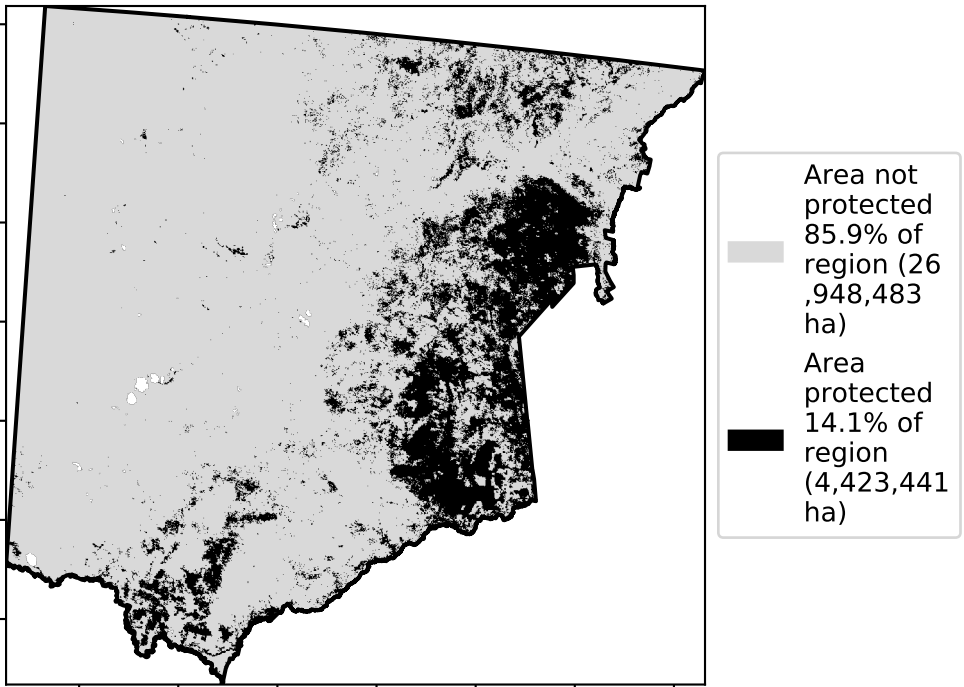 Area not
protected
85.9% of
region (26
,948,483
ha)
Area
protected
14.1% of
region
(4,423,441
ha)